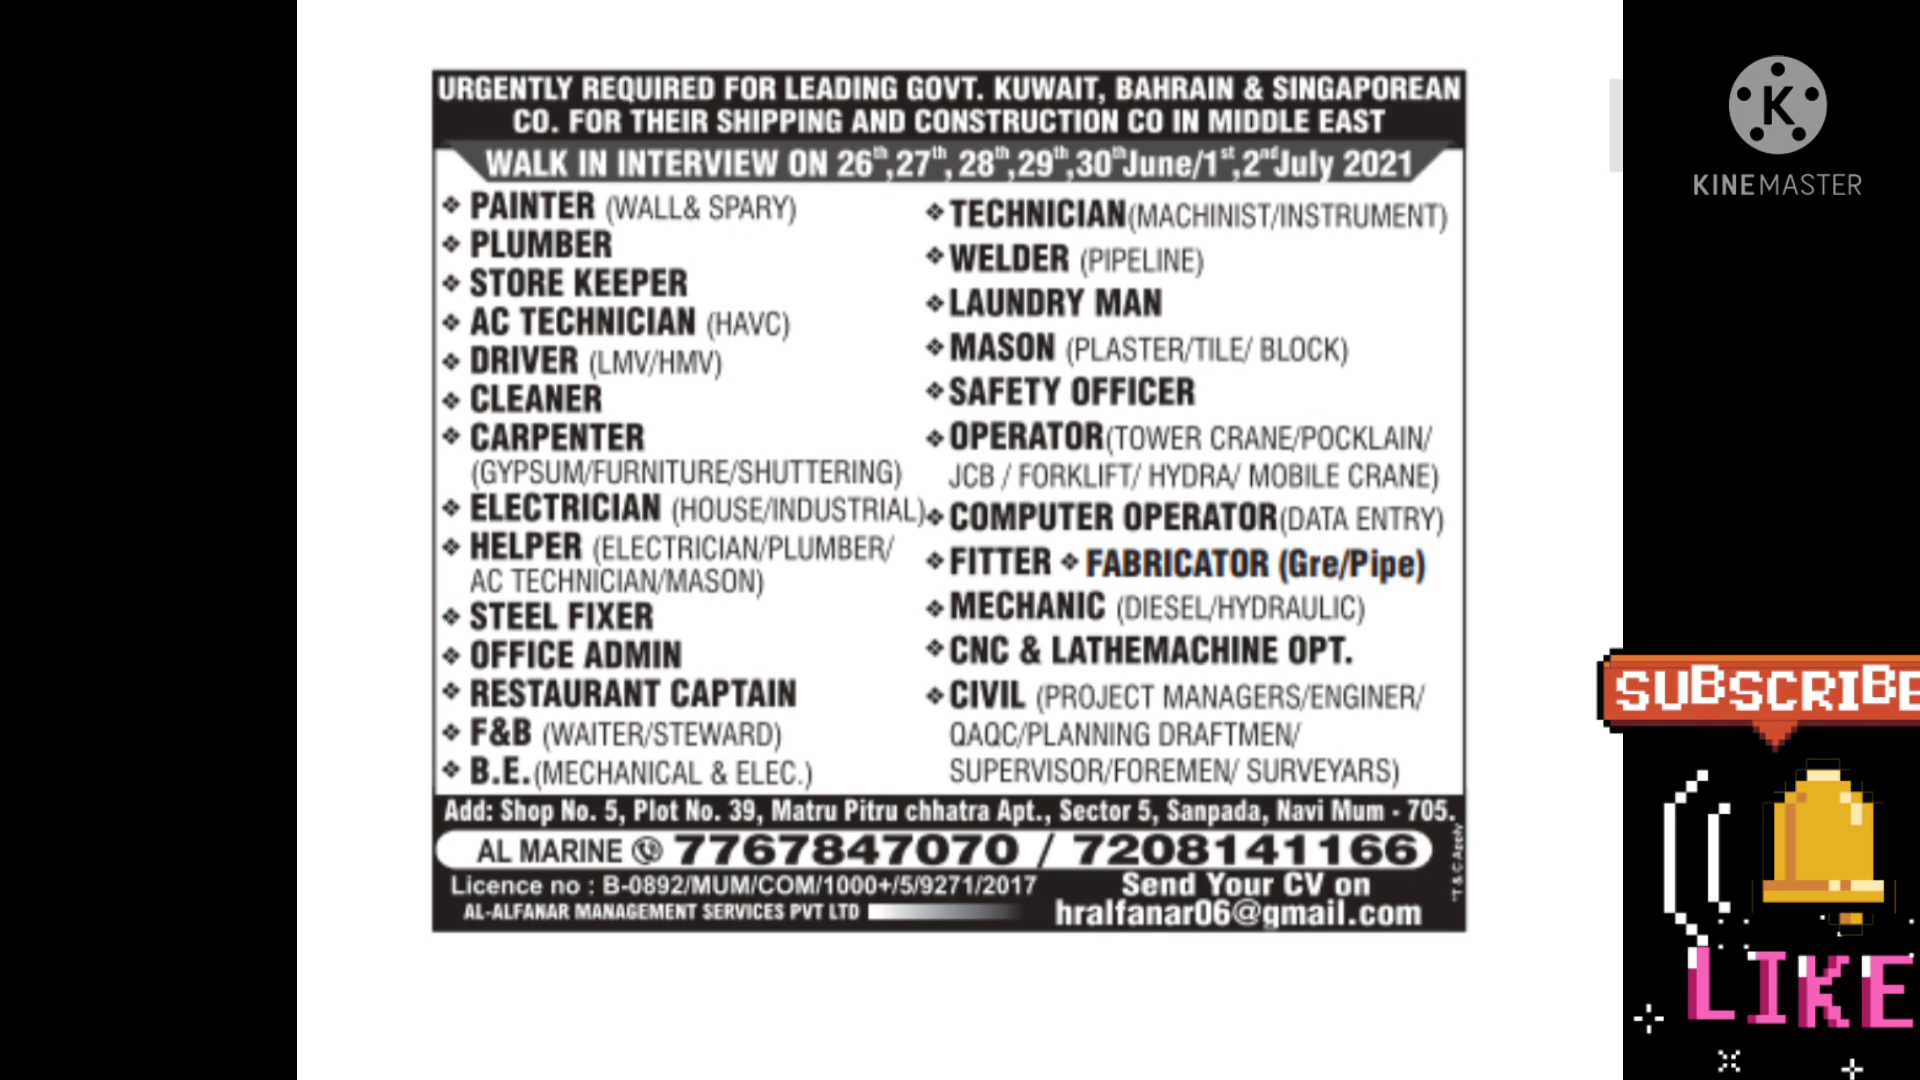 URGENTLY REQUIRED FOR LEADING GOVT. KUWAIT, BAHRAIN & SINGAPOREAN
CO. FOR THEIR SHIPPING AND CONSTRUCTION CO IN MIDDLE EAST
WALK IN INTERVIEW ON 26th,27th,28th,29th,30thJune/1st,2ndJuly 2021
❖ PAINTER (WALL& SPARY)
❖ PLUMBER
❖ STORE KEEPER
❖ AC TECHNICIAN (HAVC)
❖ DRIVER (LMV/HMV)
❖ CLEANER
❖ CARPENTER
(GYPSUM/FURNITURE/SHUTTERING)
❖ ELECTRICIAN (HOUSE/INDUSTRIAL)
❖ HELPER (ELECTRICIAN/PLUMBER/
AC TECHNICIAN/MASON)
❖ STEEL FIXER
❖ OFFICE ADMIN
❖ RESTAURANT CAPTAIN
❖ F&B (WAITER/STEWARD)
❖ B.E.(MECHANICAL & ELEC.)
❖ TECHNICIAN(MACHINIST/INSTRUMENT)
❖ WELDER (PIPELINE)
❖ LAUNDRY MAN
❖ MASON (PLASTER/TILE/ BLOCK)
❖ SAFETY OFFICER
❖ OPERATOR(TOWER CRANE/POCKLAIN/
JCB / FORKLIFT/ HYDRA/ MOBILE CRANE)
❖ COMPUTER OPERATOR(DATA ENTRY)
❖ FITTER ❖ FABRICATOR (Gre/Pipe)
❖ MECHANIC (DIESEL/HYDRAULIC)
❖ CNC & LATHEMACHINE OPT.
❖ CIVIL (PROJECT MANAGERS/ENGINER/
QAQC/PLANNING DRAFTMEN/
SUPERVISOR/FOREMEN/ SURVEYARS)
Add: Shop No. 5, Plot No. 39, Matru Pitru chhatra Apt., Sector 5, Sanpada, Navi Mum - 705.
AL MARINE 7767847070 / 7208141166
Licence no : B-0892/MUM/COM/1000+/5/9271/2017
AL-ALFANAR MANAGEMENT SERVICES PVT LTD
Send Your CV on
hralfanar06@gmail.com
*T & C Apply
K
KINEMASTER
SUBSCRIBE
LIKE